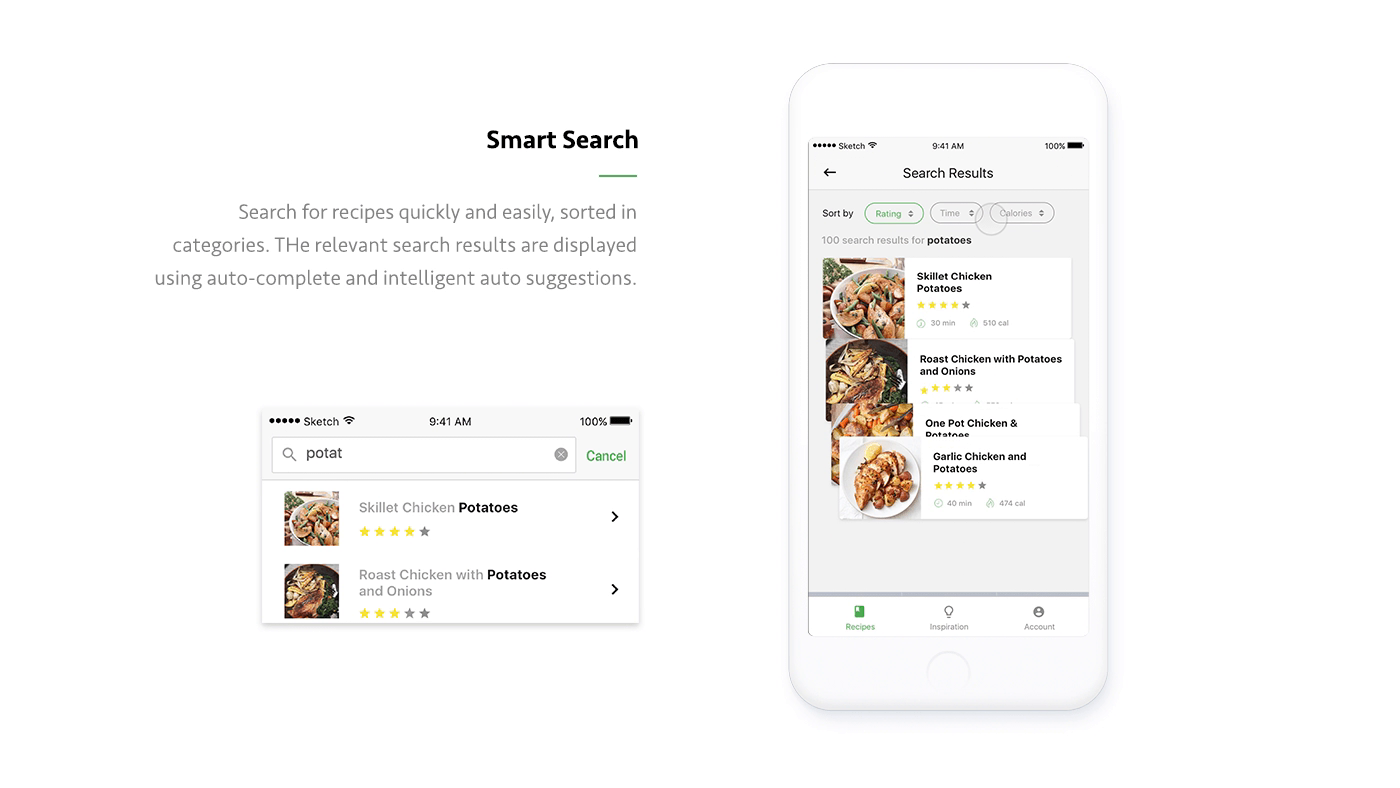 Smart Search
Search for recipes quickly and easily, sorted in
categories. THe relevant search results are displayed
using auto-complete and intelligent auto suggestions.
Sketch 9:41 AM 100%
potat Cancel
Skillet Chicken Potatoes
Roast Chicken with Potatoes
and Onions
Sketch 9:41 AM 100%
Search Results
Sort by Rating Time Calories
100 search results for potatoes
Skillet Chicken
Potatoes
30 min 510 cal
Roast Chicken with Potatoes
and Onions
One Pot Chicken &
Potatoes
Garlic Chicken and
Potatoes
40 min 474 cal
Recipes Inspiration Account